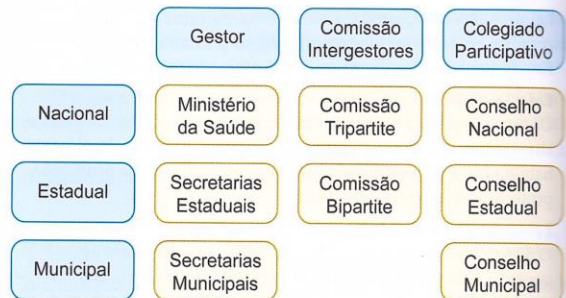 Gestor
Comissão
Intergestores
Colegiado
Participativo
Nacional
Ministério
da Saúde
Comissão
Tripartite
Conselho
Nacional
Estadual
Secretarias
Estaduais
Comissão
Bipartite
Conselho
Estadual
Municipal
Secretarias
Municipais
Conselho
Municipal